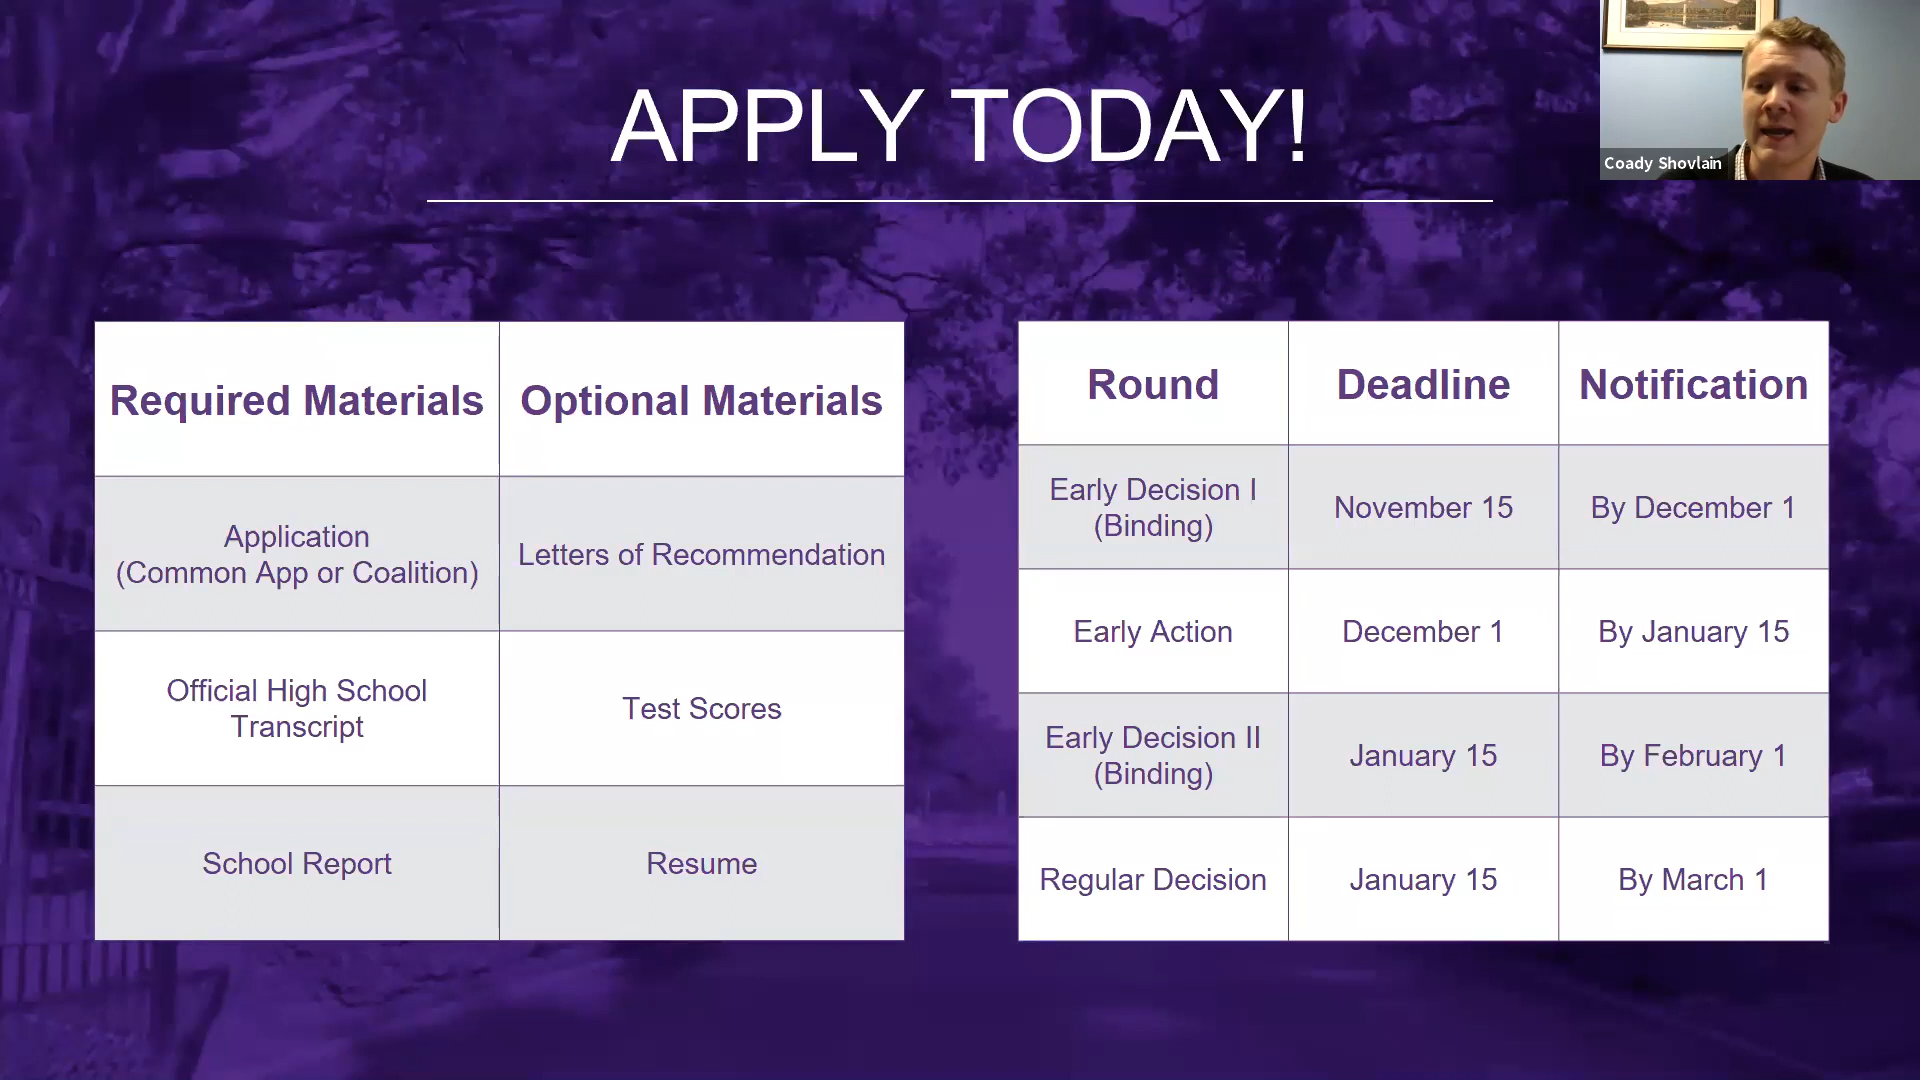 APPLY TODAY!
Coady Shovlain
Required Materials
Optional Materials
Application
(Common App or Coalition)
Letters of Recommendation
Official High School
Transcript
Test Scores
School Report
Resume
Round
Deadline
Notification
Early Decision I
(Binding)
November 15
By December 1
Early Action
December 1
By January 15
Early Decision II
(Binding)
January 15
By February 1
Regular Decision
January 15
By March 1